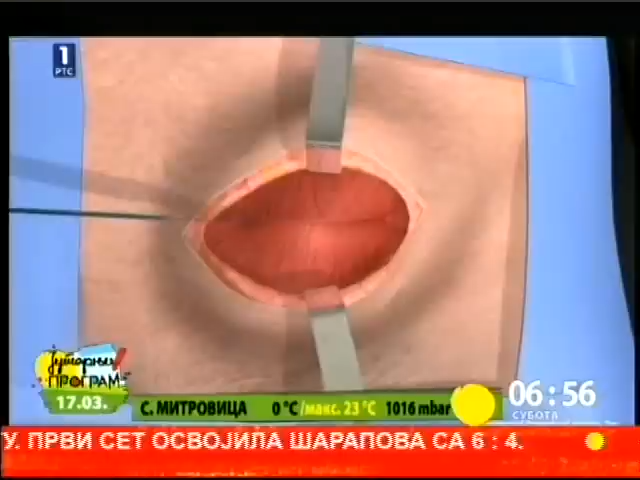 1
РТС
Јутарњи
ПРОГРАМ
17.03.
С. МИТРОВИЦА 0°C /макс. 23°C 1016 mbar
06:56
СУБОТА
У. ПРВИ СЕТ ОСВОЈИЛА ШАРАПОВА СА 6 : 4.